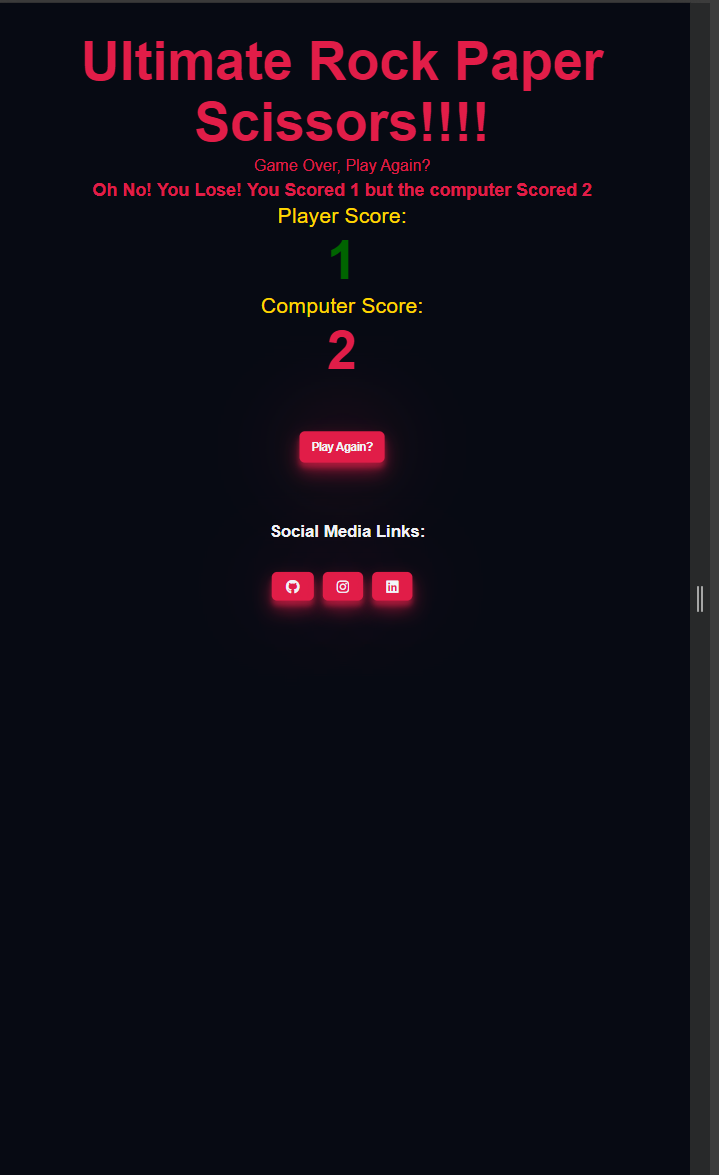 Ultimate Rock Paper
Scissors!!!!
Game Over, Play Again?
Oh No! You Lose! You Scored 1 but the computer Scored 2
Player Score:
1
Computer Score:
2
Play Again?
Social Media Links: